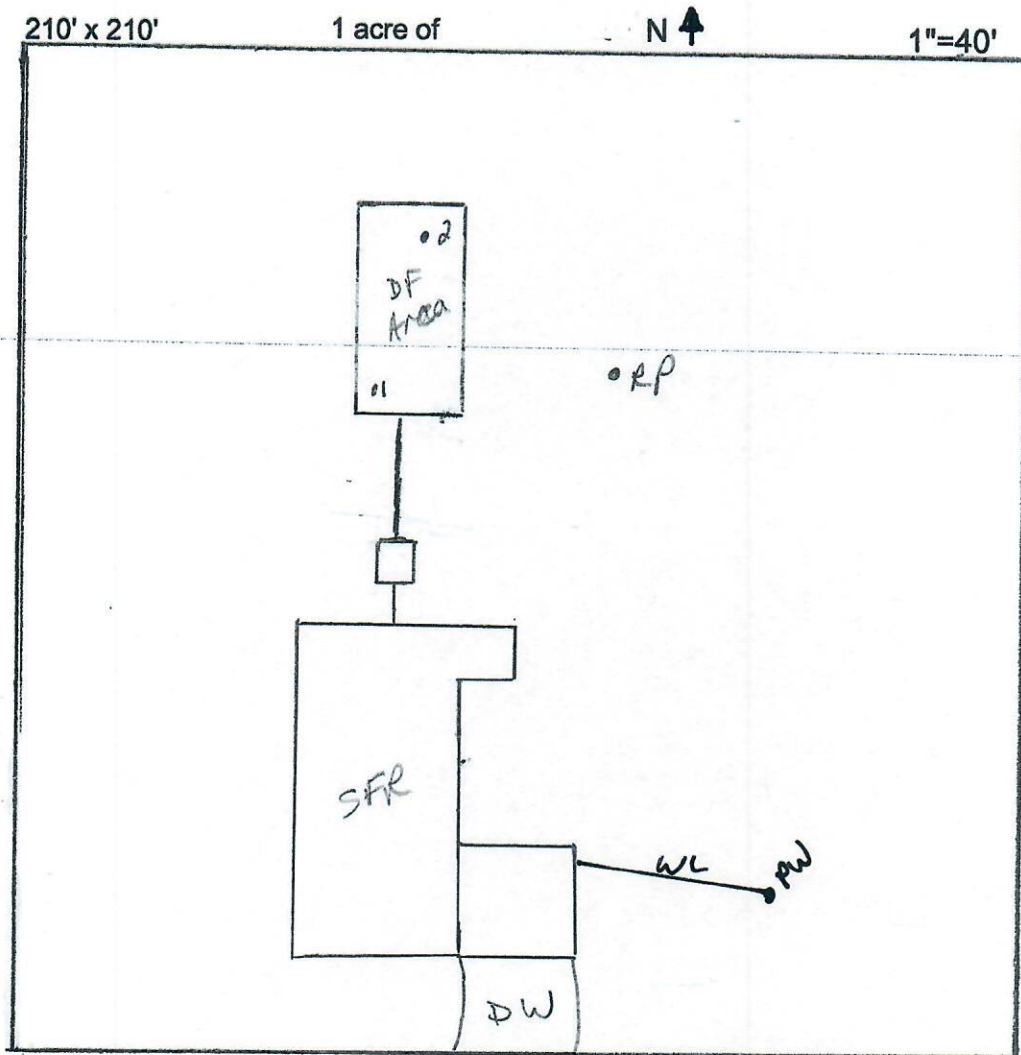 210' x 210' 1 acre of N 1"=40'
•2
DF
Area
•1
•RP
SFR
WL
PW
DW